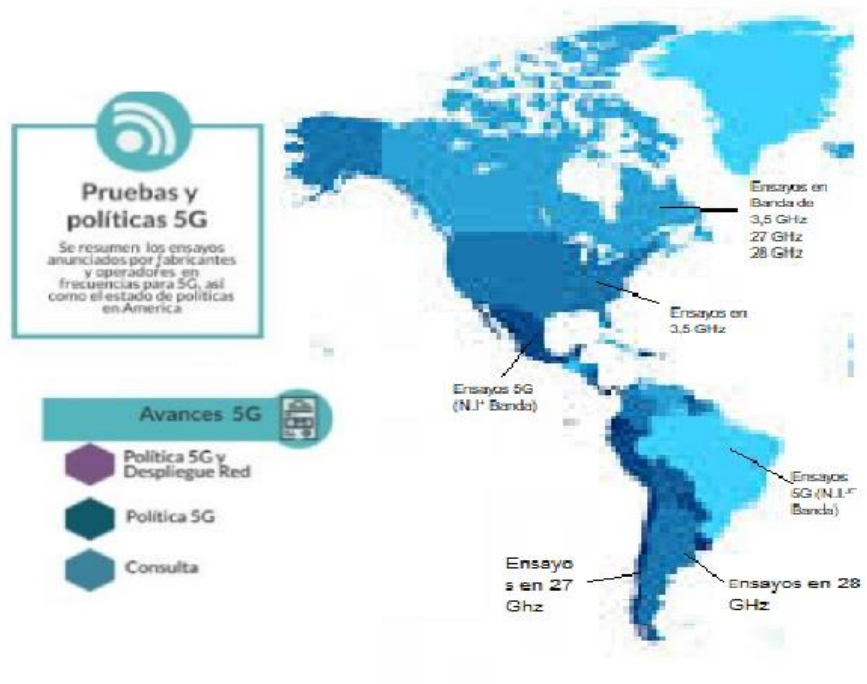 Pruebas y
políticas 5G
Se resumen los ensayos
anunciados por fabricantes
y operadores en
frecuencias para 5G, así
como el estado de políticas
en America
Avances 5G
Política 5G y
Despliegue Red
Política 5G
Consulta
Ensayos en
Banda de
3,5 GHz
27 GHz
28 GHz
Ensayos en
3,5 GHz
Ensayos 5G
(N.I* Banda)
Ensayos
5G (N.I.
Banda)
Ensayo
s en 27
Ghz
Ensayos en 28
GHz